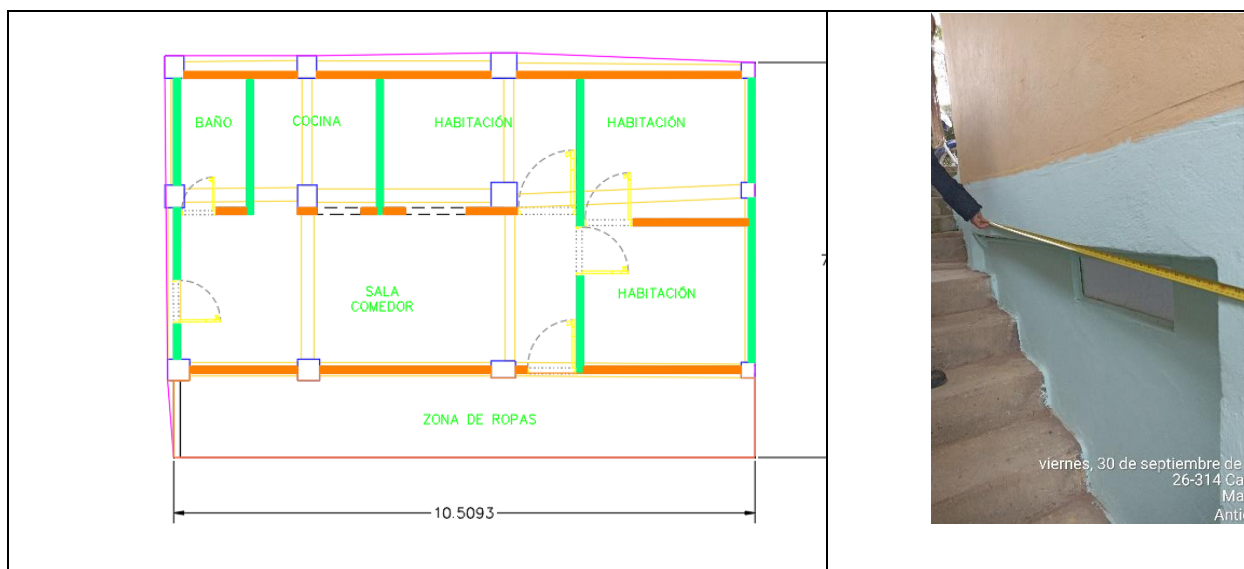 BAÑO
COCINA
HABITACIÓN
HABITACIÓN
SALA
COMEDOR
HABITACIÓN
ZONA DE ROPAS
10.5093
7
viernes, 30 de septiembre de
26-314 Ca
Ma
Anti